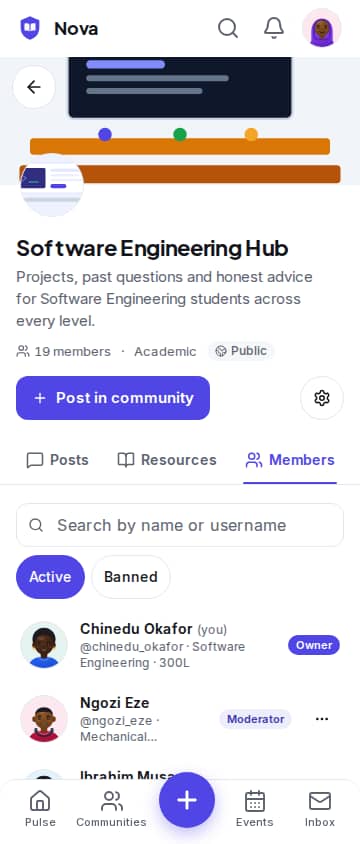 Nova
Software Engineering Hub
Projects, past questions and honest advice
for Software Engineering students across
every level.
19 members · Academic Public
Post in community
Posts Resources Members
Search by name or username
Active Banned
Chinedu Okafor (you)
@chinedu_okafor · Software
Engineering · 300L
Owner
Ngozi Eze
@ngozi_eze ·
Mechanical...
Moderator
Ibrahim Musa
Pulse Communities Events Inbox